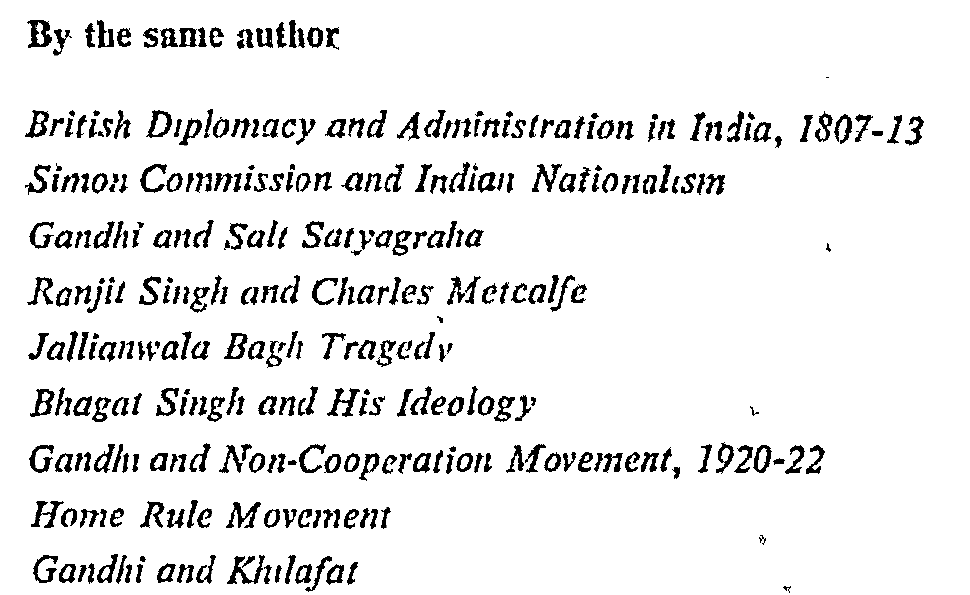 By the same author
British Diplomacy and Administration in India, 1807-13
Simon Commission and Indian Nationalism
Gandhi and Salt Satyagraha
Ranjit Singh and Charles Metcalfe
Jallianwala Bagh Tragedy
Bhagat Singh and His Ideology
Gandhi and Non-Cooperation Movement, 1920-22
Home Rule Movement
Gandhi and Khilafat